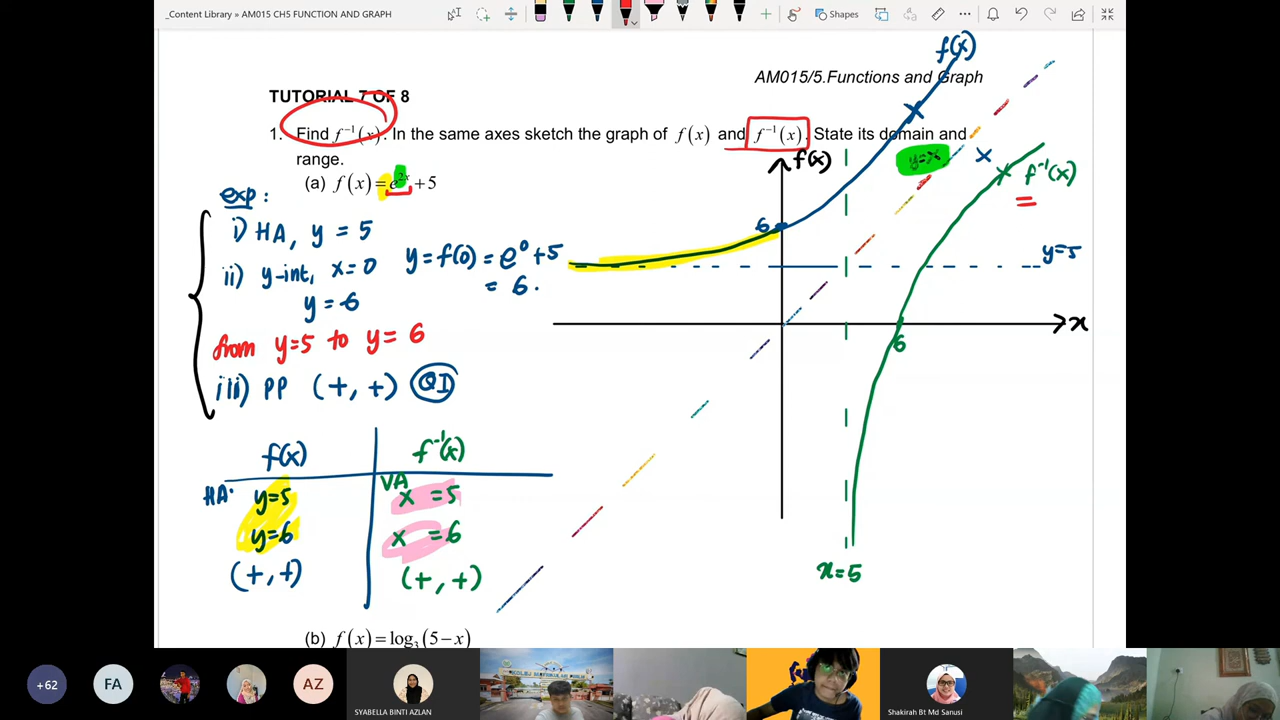 _Content Library » AM015 CH5 FUNCTION AND GRAPH
Shapes
AM015/5.Functions and Graph
TUTORIAL 7 OF 8
1. Find f⁻¹(x). In the same axes sketch the graph of f(x) and f⁻¹(x). State its domain and
range.
(a) f(x) = e²ˣ + 5
exp :
i) HA, y = 5
ii) y-int, x=0
y = 6
y = f(0) = e⁰ + 5
= 6.
from y=5 to y= 6
iii) PP (+, +) QI
f(x) f⁻¹(x)
HA: y=5 VA x = 5
y=6 x = 6
(+, +) (+, +)
f(x)
f(x)
y=x
f⁻¹(x)
6
y=5
x
6
x=5
(b) f(x) = log₃(5−x)
+62
FA
AZ
SYABELLA BINTI AZLAN
Shakirah Bt Md Sanusi